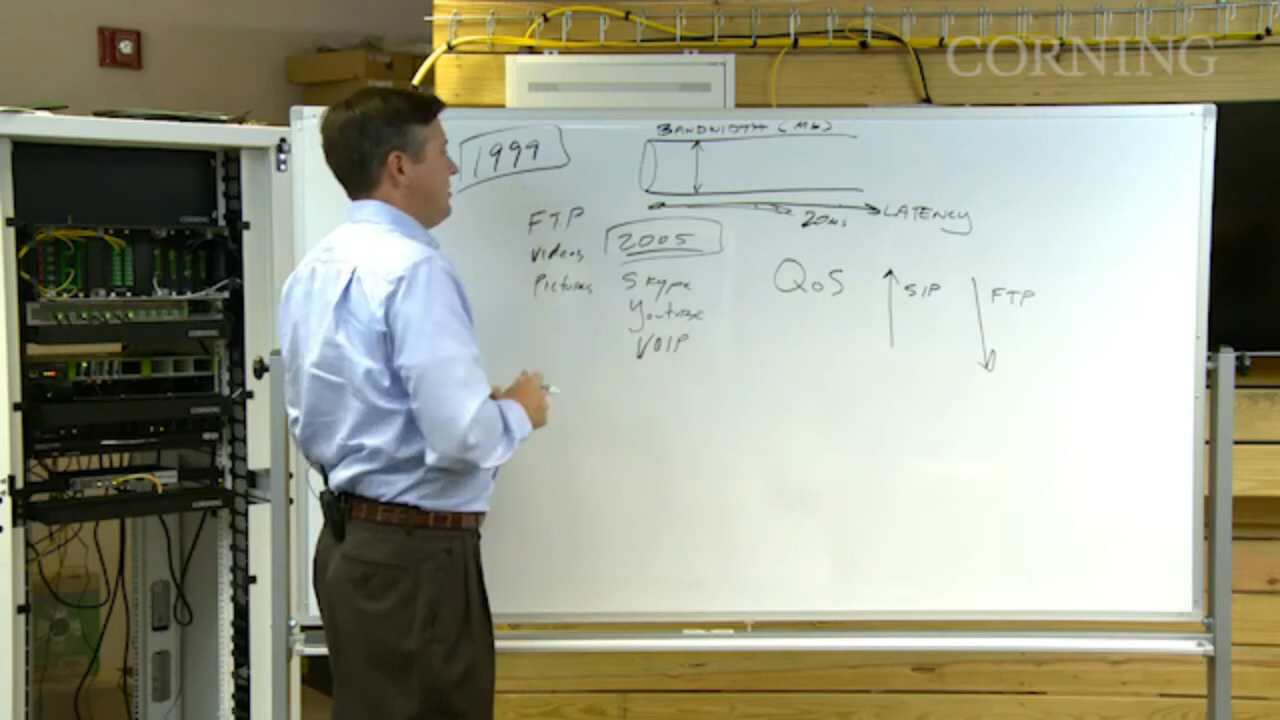 CORNING
1999
BANDWIDTH (Mb)
20ms
LATENCY
FTP
Videos
Pictures
2005
Skype
Youtube
VOIP
QoS
SIP
FTP